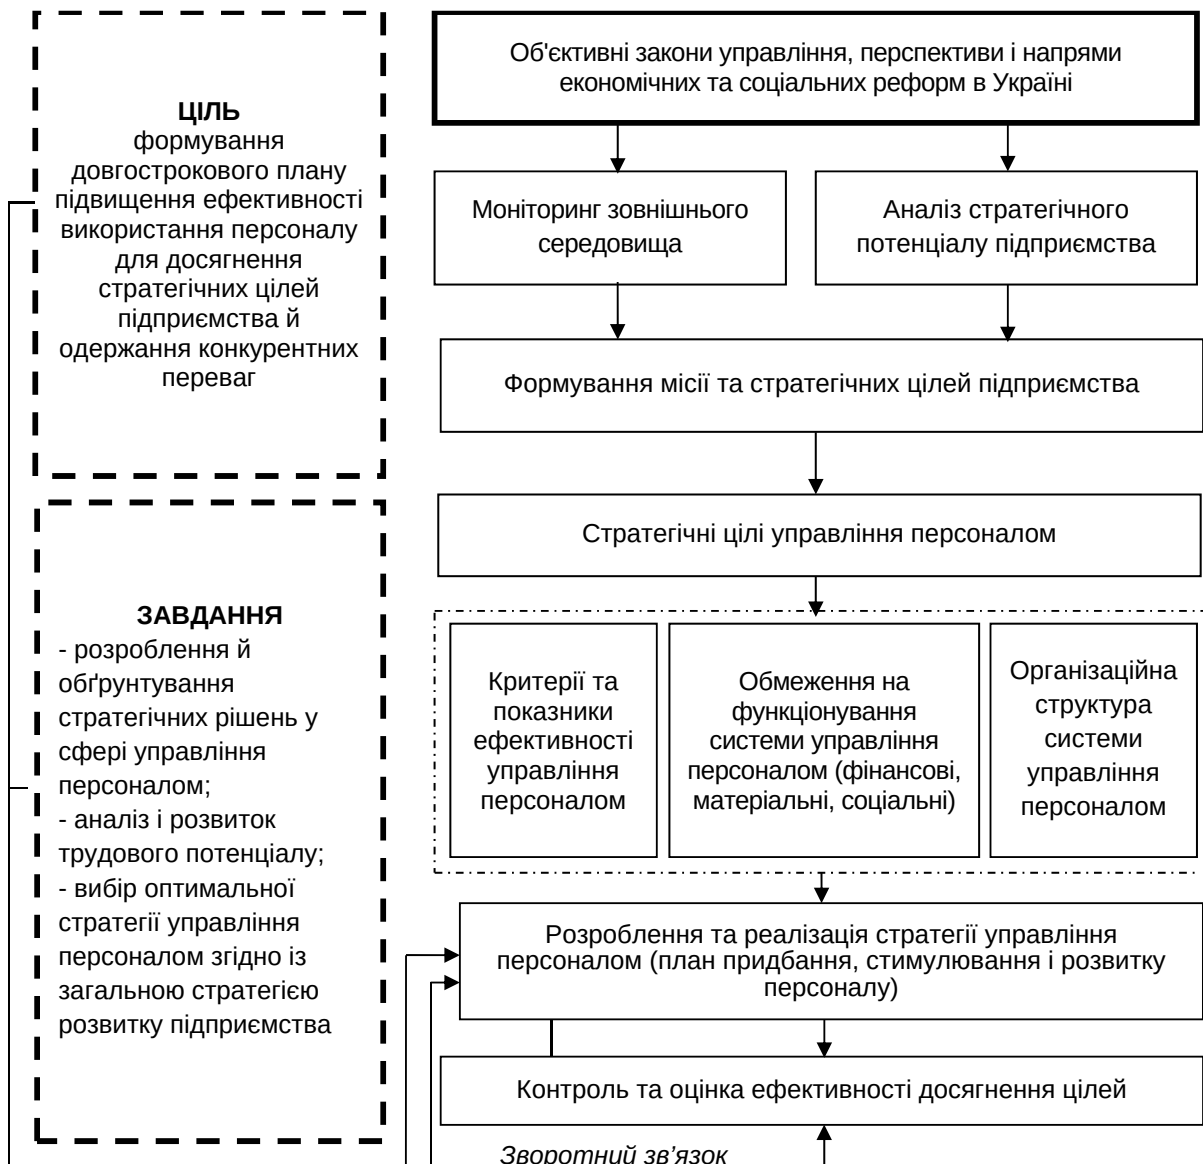 ЦІЛЬ
формування
довгострокового плану
підвищення ефективності
використання персоналу
для досягнення
стратегічних цілей
підприємства й
одержання конкурентних
переваг
ЗАВДАННЯ
- розроблення й
обґрунтування
стратегічних рішень у
сфері управління
персоналом;
- аналіз і розвиток
трудового потенціалу;
- вибір оптимальної
стратегії управління
персоналом згідно із
загальною стратегією
розвитку підприємства
Об'єктивні закони управління, перспективи і напрями
економічних та соціальних реформ в Україні
Моніторинг зовнішнього
середовища
Аналіз стратегічного
потенціалу підприємства
Формування місії та стратегічних цілей підприємства
Стратегічні цілі управління персоналом
Критерії та
показники
ефективності
управління
персоналом
Обмеження на
функціонування
системи управління
персоналом (фінансові,
матеріальні, соціальні)
Організаційна
структура
системи
управління
персоналом
Розроблення та реалізація стратегії управління
персоналом (план придбання, стимулювання і розвитку
персоналу)
Контроль та оцінка ефективності досягнення цілей
Зворотний зв’язок